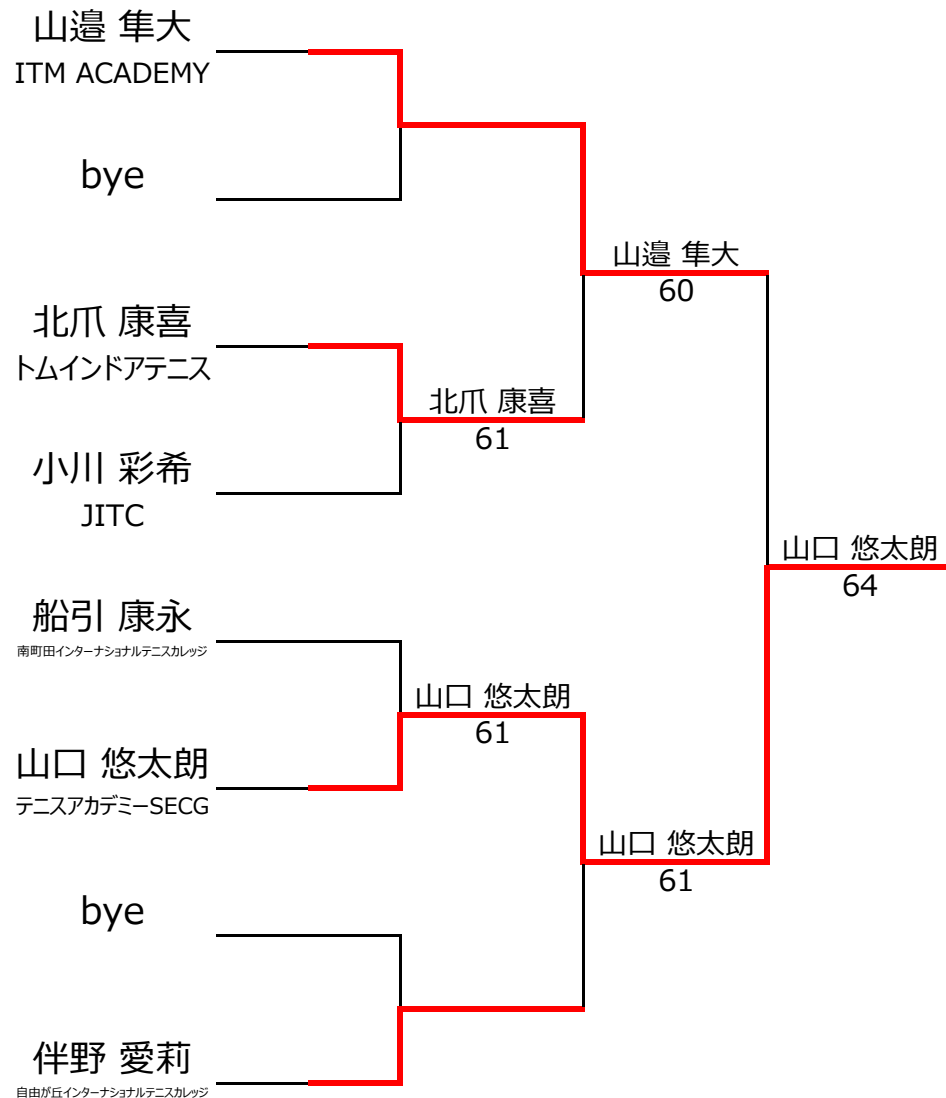 山邉 隼大
ITM ACADEMY
bye
山邉 隼大
60
北爪 康喜
トムインドアテニス
北爪 康喜
61
小川 彩希
JITC
山口 悠太朗
64
船引 康永
南町田インターナショナルテニスカレッジ
山口 悠太朗
61
山口 悠太朗
テニスアカデミーSECG
山口 悠太朗
61
bye
伴野 愛莉
自由が丘インターナショナルテニスカレッジ